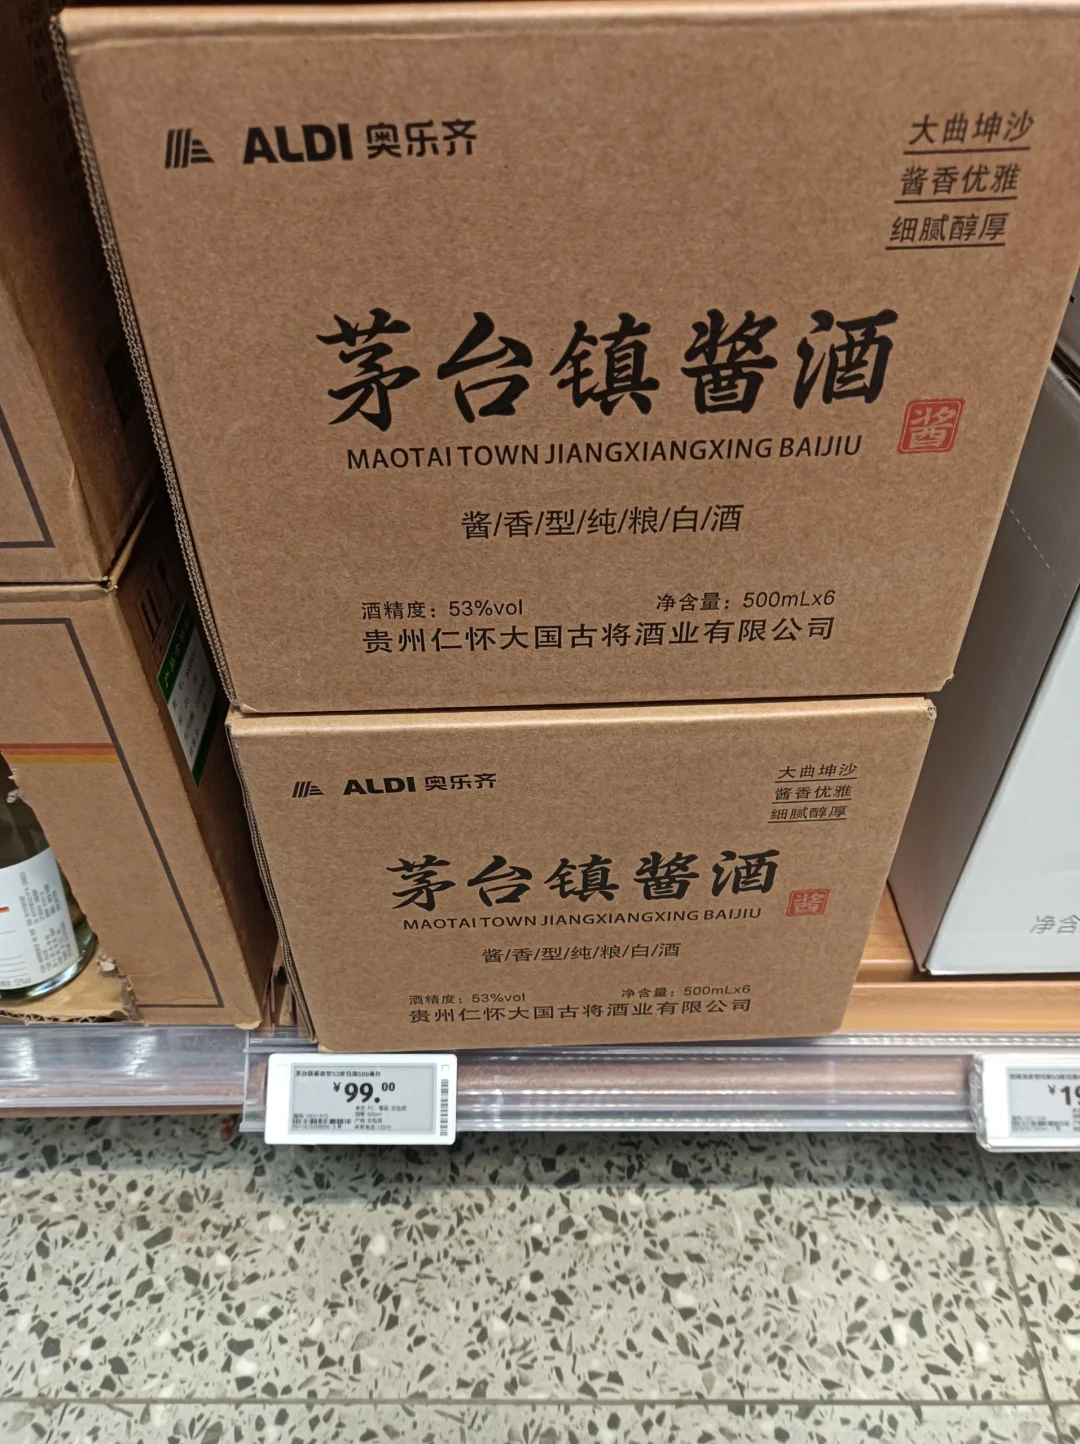 ALDI 奥乐齐
大曲坤沙
酱香优雅
细腻醇厚
茅台镇酱酒
酱
MAOTAI TOWN JIANGXIANGXING BAIJIU
酱/香/型/纯/粮/白/酒
酒精度：53%vol
净含量：500mLx6
贵州仁怀大国古将酒业有限公司
ALDI 奥乐齐
大曲坤沙
酱香优雅
细腻醇厚
茅台镇酱酒
酱
MAOTAI TOWN JIANGXIANGXING BAIJIU
酱/香/型/纯/粮/白/酒
酒精度：53%vol
净含量：500mLx6
贵州仁怀大国古将酒业有限公司
净含
¥99.00